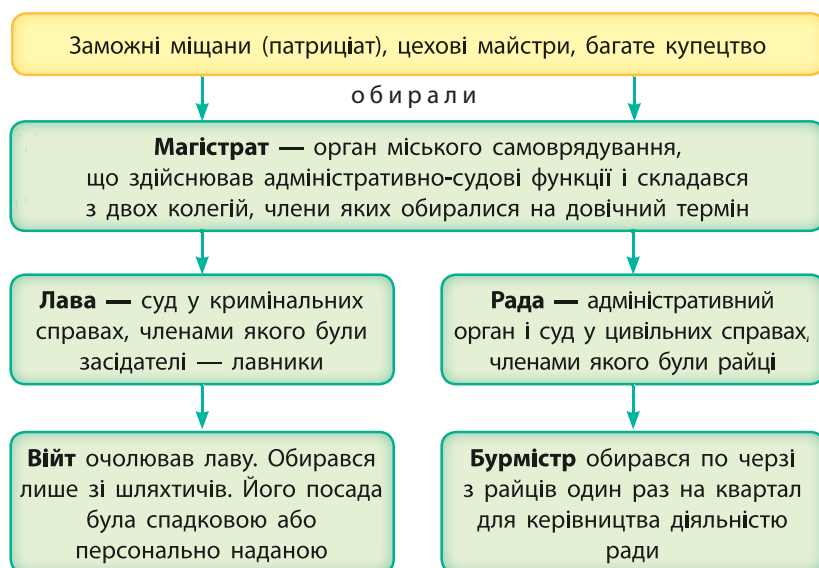 Заможні міщани (патриціат), цехові майстри, багате купецтво
обирали
Магістрат — орган міського самоврядування,
що здійснював адміністративно-судові функції і складався
з двох колегій, члени яких обиралися на довічний термін
Лава — суд у кримінальних
справах, членами якого були
засідателі — лавники
Рада — адміністративний
орган і суд у цивільних справах,
членами якого були райці
Війт очолював лаву. Обирався
лише зі шляхтичів. Його посада
була спадковою або
персонально наданою
Бурмістр обирався по черзі
з райців один раз на квартал
для керівництва діяльністю
ради